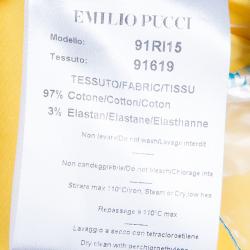 EMILIO PUCCI
Modello: 91RI15
Tessuto: 91619
TESSUTO/FABRIC/TISSU
97% Cotone/Cotton/Coton
3% Elastan/Elastane/Elasthanne
Non lavare/Do not wash/Lavage interdit
Non candeggiare/Do not bleach/Chlorage inte
Stirare max 110°C/Iron, Steam or Dry, low hea
Repassage à 110°C max
Lavaggio a secco con tetracloroetilene
Dry clean with perchloroethylene